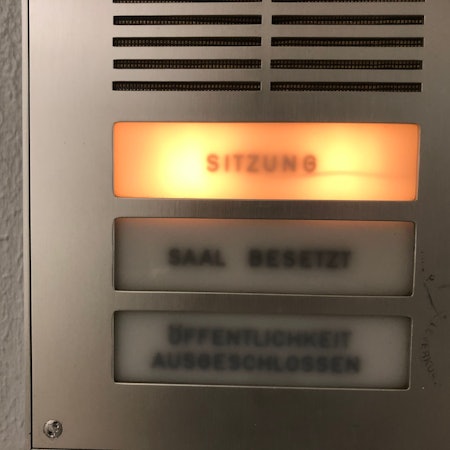 SITZUNG
SAAL BESETZT
ÖFFENTLICHKEIT
AUSGESCHLOSSEN